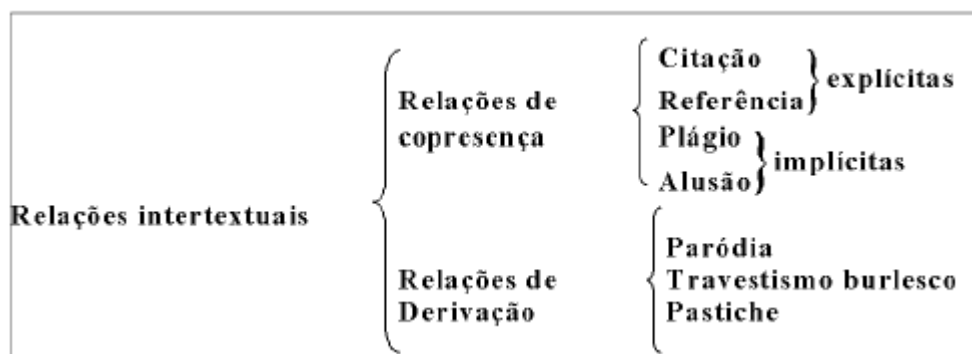 Relações intertextuais
Relações de
copresença
Citação
Referência
explícitas
Plágio
Alusão
implícitas
Relações de
Derivação
Paródia
Travestismo burlesco
Pastiche